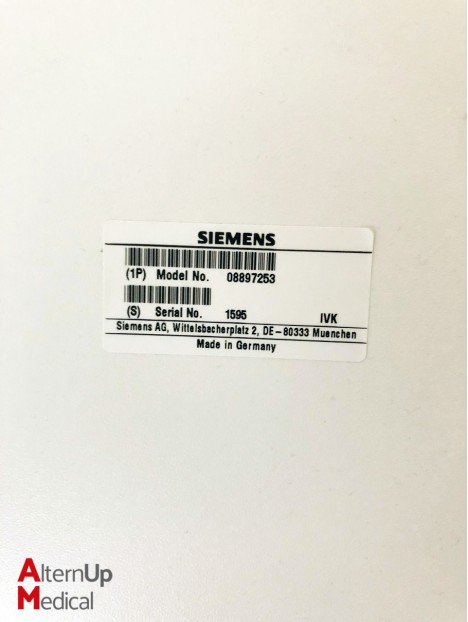 SIEMENS
(1P) Model No. 08897253
(S) Serial No. 1595 IVK
Siemens AG, Wittelsbacherplatz 2, DE-80333 Muenchen
Made in Germany
AlternUp
Medical